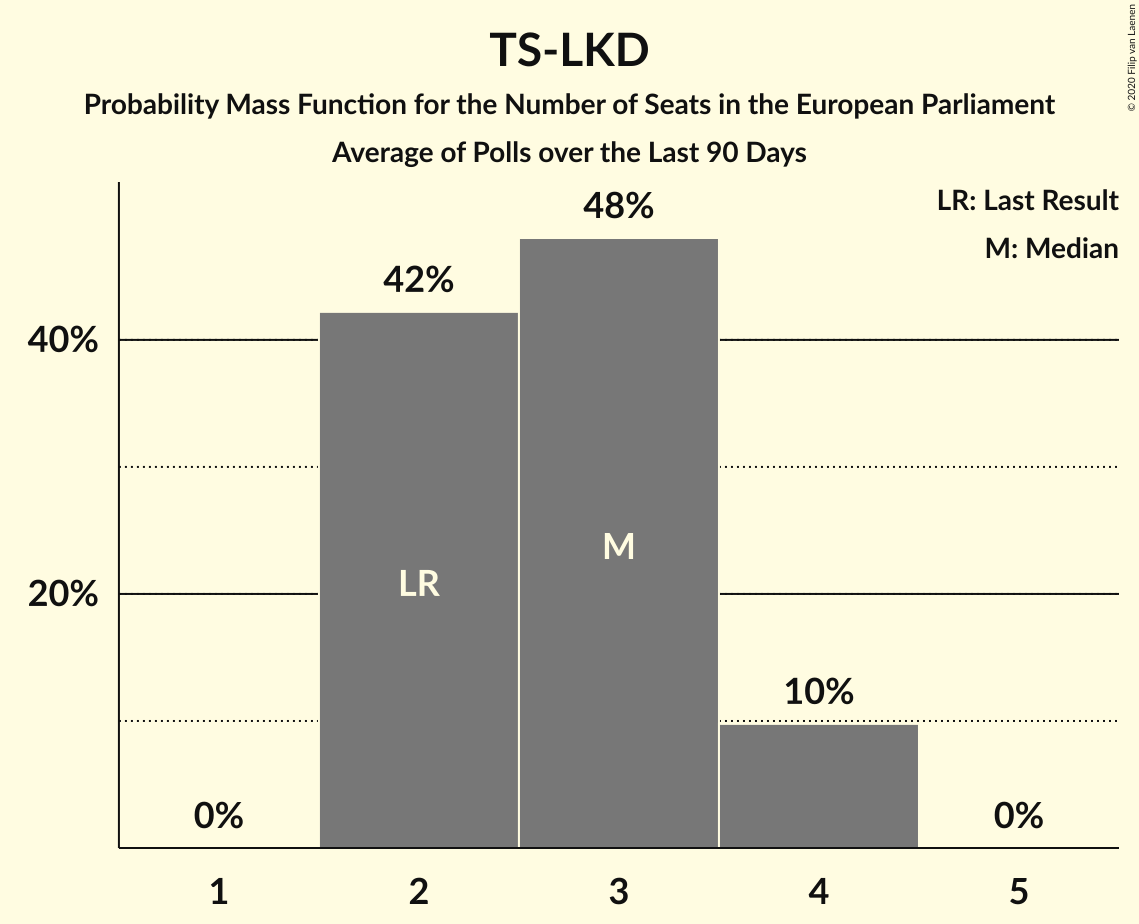 TS-LKD
Probability Mass Function for the Number of Seats in the European Parliament
Average of Polls over the Last 90 Days
© 2020 Filip van Laenen
LR: Last Result
M: Median
48%
42%
40%
M
LR
20%
10%
0%
0%
1
2
3
4
5